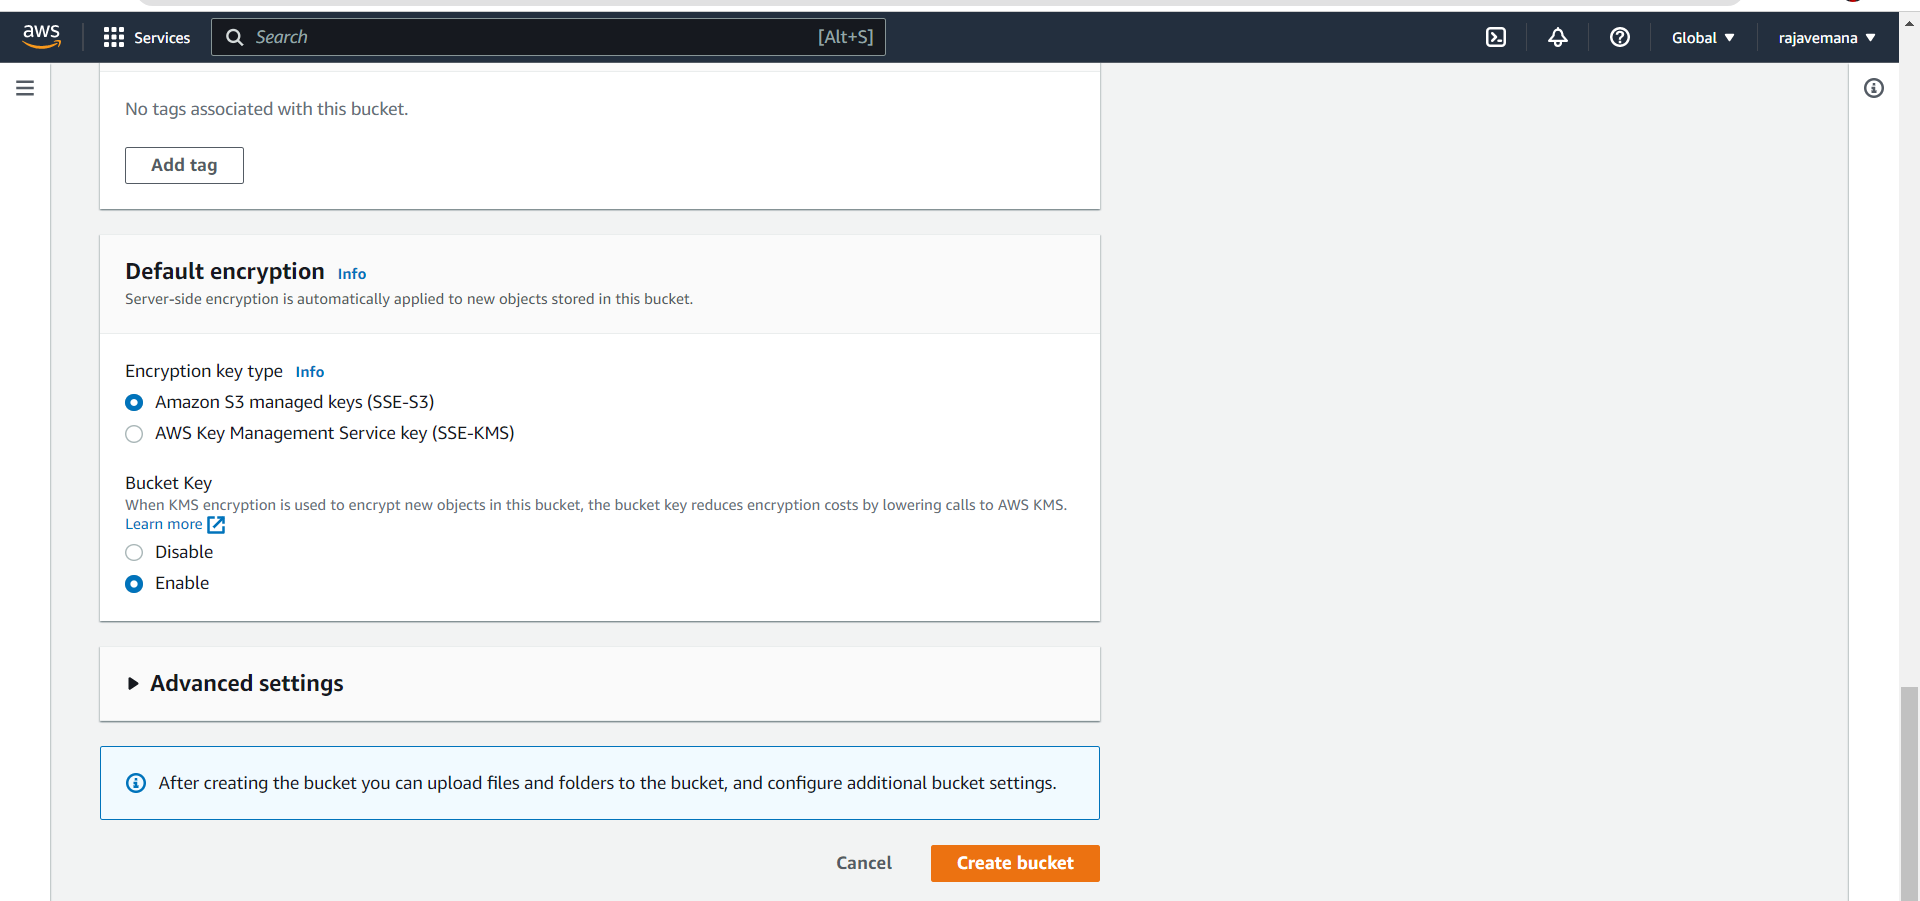 aws
Services
Search
[Alt+S]
Global
rajavemana
No tags associated with this bucket.
Add tag
Default encryption Info
Server-side encryption is automatically applied to new objects stored in this bucket.
Encryption key type Info
Amazon S3 managed keys (SSE-S3)
AWS Key Management Service key (SSE-KMS)
Bucket Key
When KMS encryption is used to encrypt new objects in this bucket, the bucket key reduces encryption costs by lowering calls to AWS KMS.
Learn more
Disable
Enable
Advanced settings
After creating the bucket you can upload files and folders to the bucket, and configure additional bucket settings.
Cancel
Create bucket